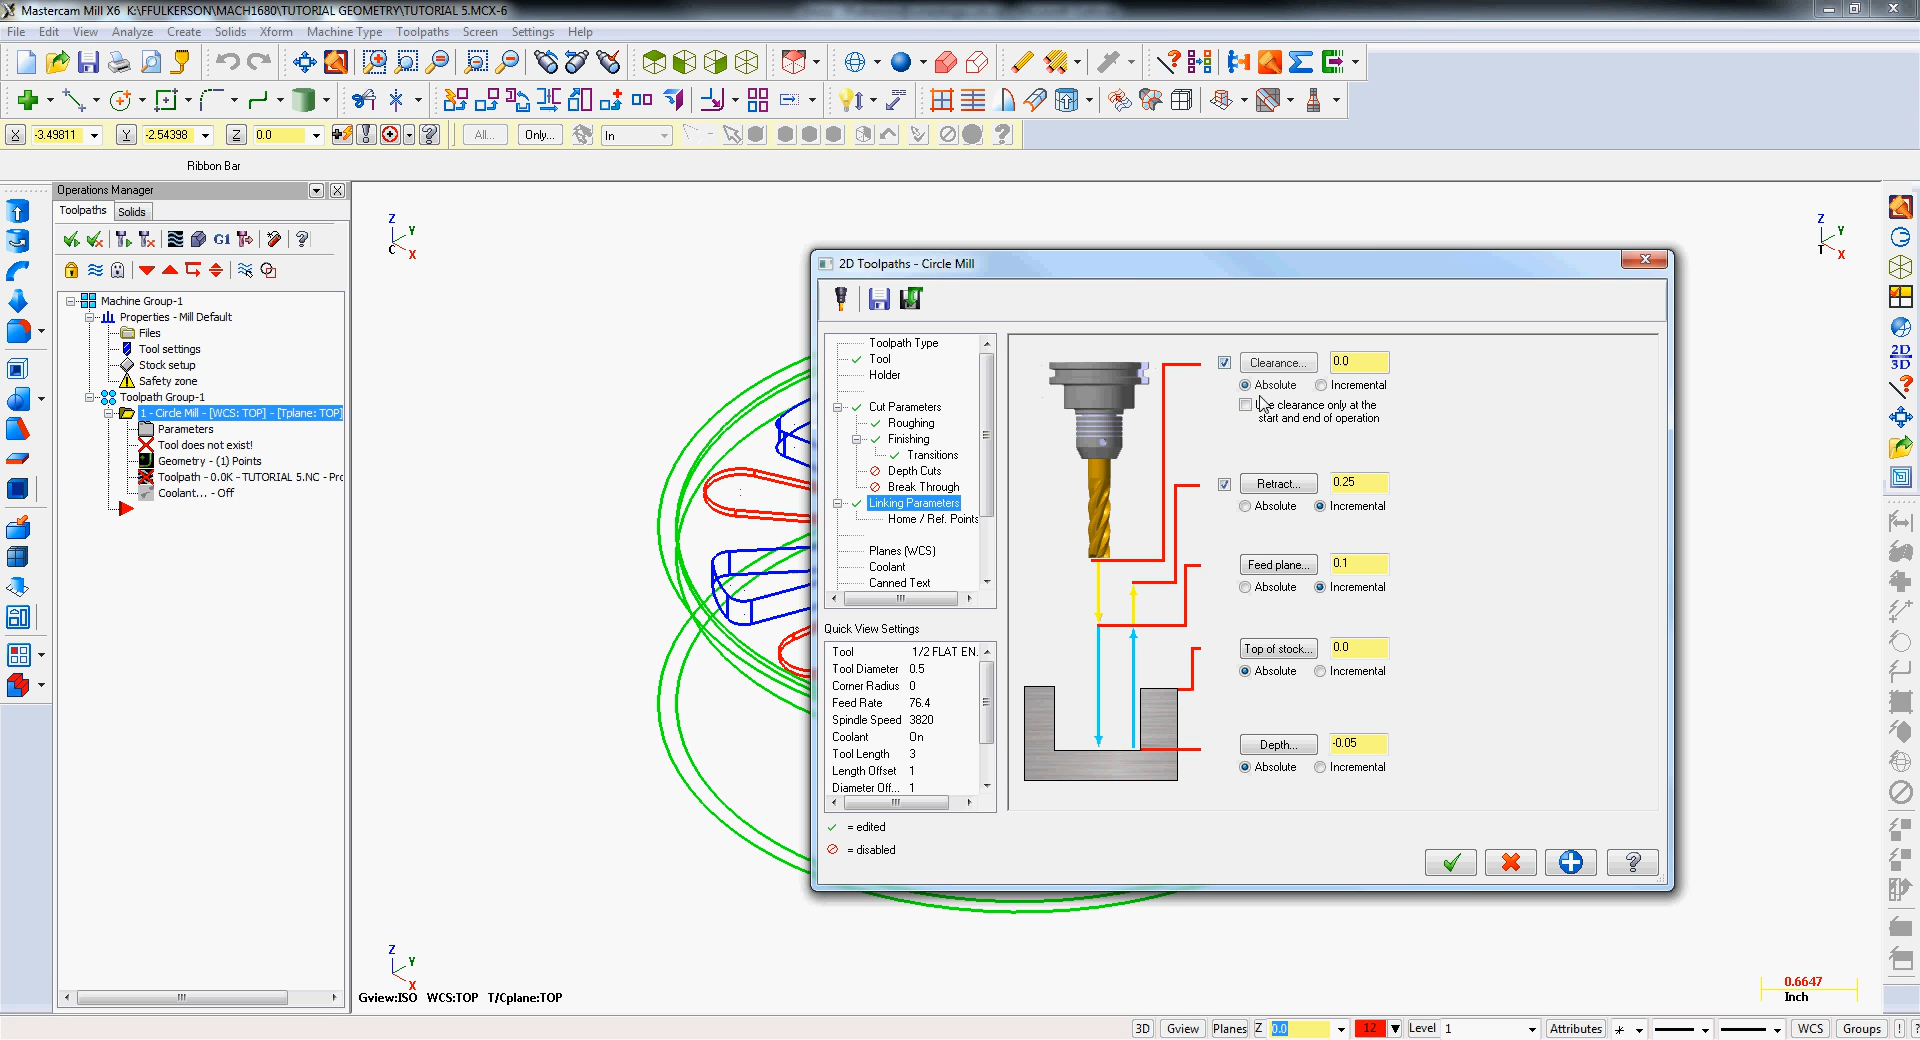 Mastercam Mill X6 K:\FFULKERSON\MACH1680\TUTORIAL GEOMETRY\TUTORIAL 5.MCX-6
File Edit View Analyze Create Solids Xform Machine Type Toolpaths Screen Settings Help
X -3.49811 Y -2.54398 Z 0.0 All... Only... In
Ribbon Bar
Operations Manager
Toolpaths Solids
G1
Machine Group-1
Properties - Mill Default
Files
Tool settings
Stock setup
Safety zone
Toolpath Group-1
1 - Circle Mill - [WCS: TOP] - [Tplane: TOP]
Parameters
Tool does not exist!
Geometry - (1) Points
Toolpath - 0.0K - TUTORIAL 5.NC - Prc
Coolant... - Off
Z
Y
C
X
Z
Y
T
X
2D Toolpaths - Circle Mill
Toolpath Type
Tool
Holder
Cut Parameters
Roughing
Finishing
Transitions
Depth Cuts
Break Through
Linking Parameters
Home / Ref. Points
Planes (WCS)
Coolant
Canned Text
Quick View Settings
Tool 1/2 FLAT EN.
Tool Diameter 0.5
Corner Radius 0
Feed Rate 76.4
Spindle Speed 3820
Coolant On
Tool Length 3
Length Offset 1
Diameter Off... 1
= edited
= disabled
Clearance... 0.0
Absolute Incremental
clearance only at the
start and end of operation
Retract... 0.25
Absolute Incremental
Feed plane... 0.1
Absolute Incremental
Top of stock... 0.0
Absolute Incremental
Depth... -0.05
Absolute Incremental
2D
3D
Z
Y
X
Gview:ISO WCS:TOP T/Cplane:TOP
0.6647
Inch
3D Gview Planes Z 0.0 12 Level 1 Attributes WCS Groups ! ?